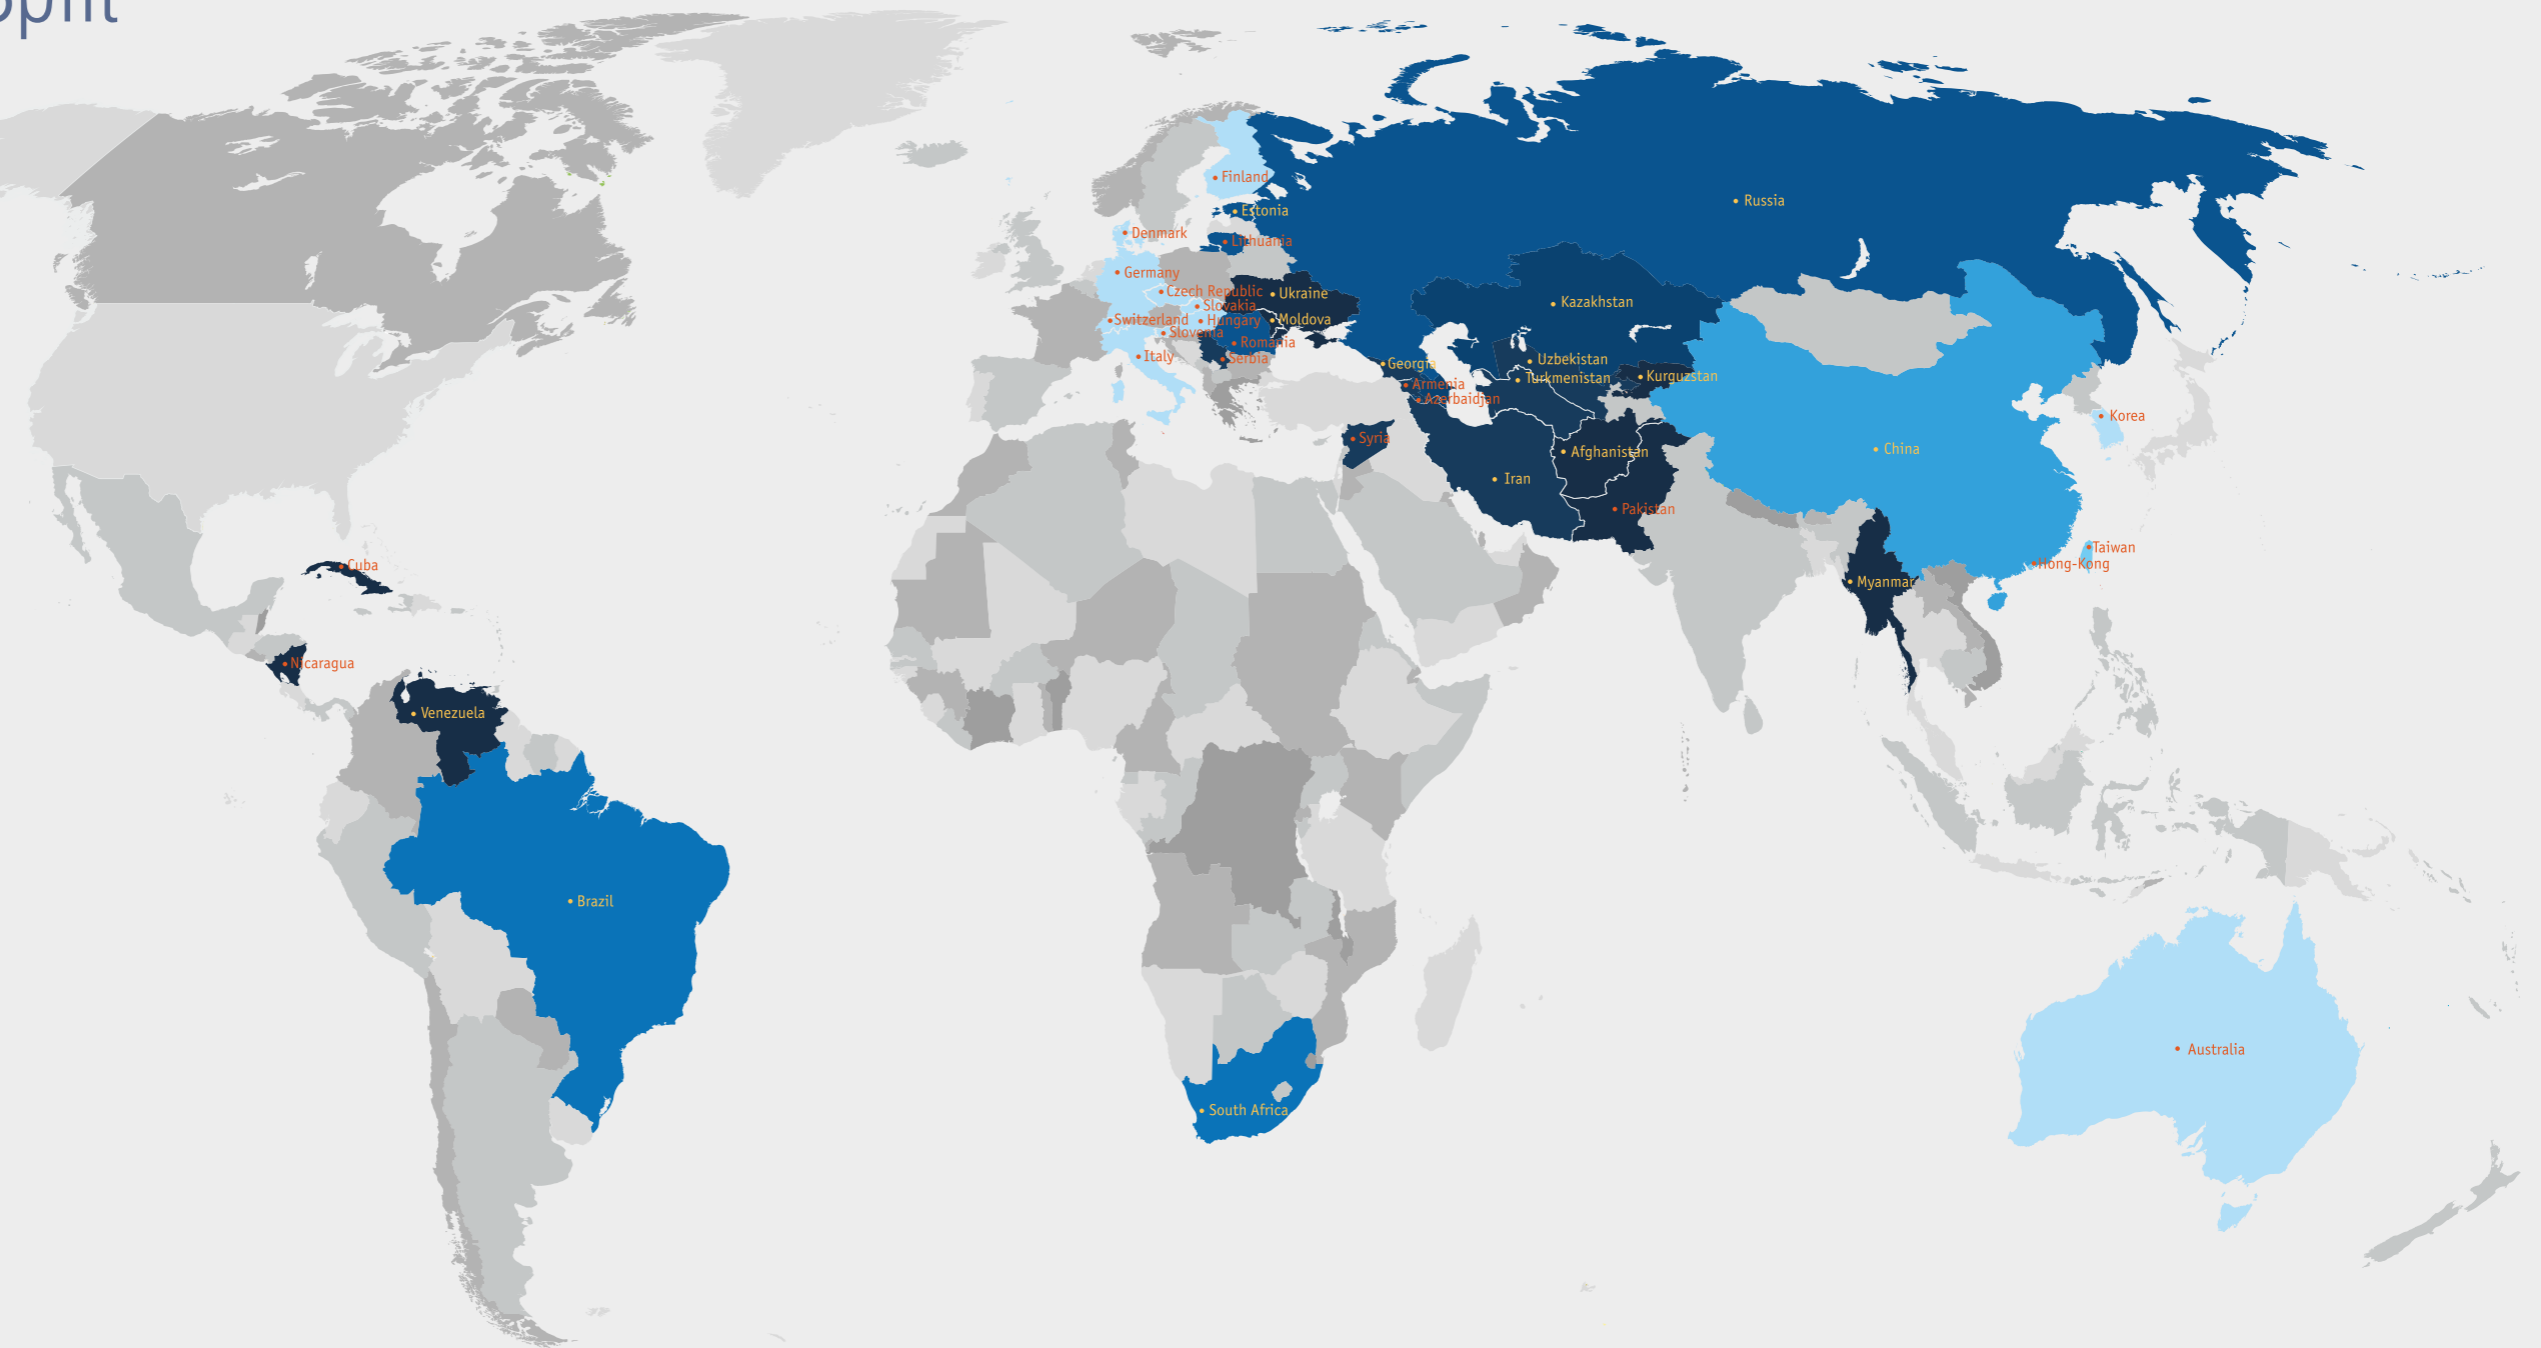 Finland
Estonia
Russia
Denmark
Lithuania
Germany
Czech Republic
Ukraine
Slovakia
Kazakhstan
Switzerland
Hungary
Moldova
Slovenia
Romania
Italy
Serbia
Georgia
Uzbekistan
Turkmenistan
Kurguzstan
Armenia
Azerbaidjan
Korea
Syria
China
Afghanistan
Iran
Pakistan
Taiwan
Hong-Kong
Cuba
Myanmar
Nicaragua
Venezuela
Brazil
Australia
South Africa